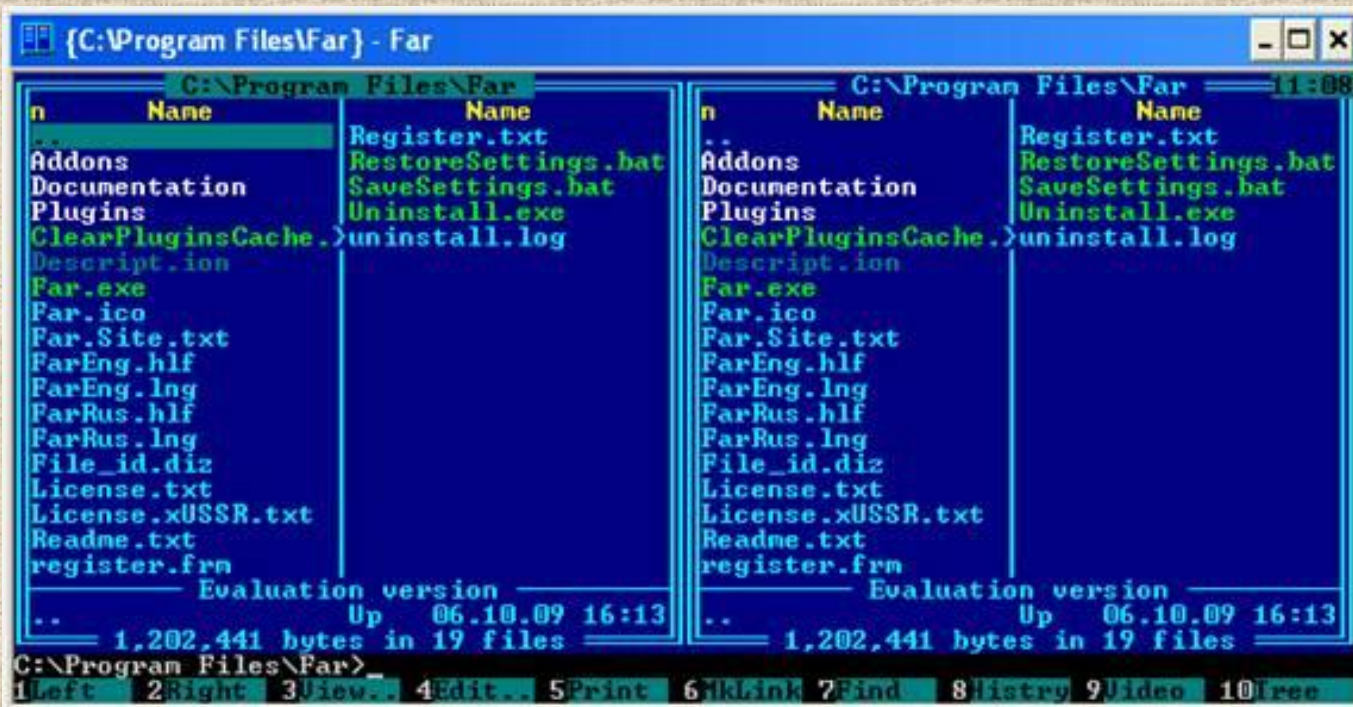 {C:\Program Files\Far} - Far
C:\Program Files\Far
n Name Name
..
Addons
Documentation
Plugins
ClearPluginsCache.}
Descript.ion
Far.exe
Far.ico
Far.Site.txt
FarEng.hlf
FarEng.lng
FarRus.hlf
FarRus.lng
File_id.diz
License.txt
License.xUSSR.txt
Readme.txt
register.frm
Register.txt
RestoreSettings.bat
SaveSettings.bat
Uninstall.exe
uninstall.log
Evaluation version
.. Up 06.10.09 16:13
1,202,441 bytes in 19 files
C:\Program Files\Far 11:08
n Name Name
..
Addons
Documentation
Plugins
ClearPluginsCache.}
Descript.ion
Far.exe
Far.ico
Far.Site.txt
FarEng.hlf
FarEng.lng
FarRus.hlf
FarRus.lng
File_id.diz
License.txt
License.xUSSR.txt
Readme.txt
register.frm
Register.txt
RestoreSettings.bat
SaveSettings.bat
Uninstall.exe
uninstall.log
Evaluation version
.. Up 06.10.09 16:13
1,202,441 bytes in 19 files
C:\Program Files\Far>_
1Left 2Right 3View.. 4Edit.. 5Print 6MkLink 7Find 8Histry 9Video 10Tree